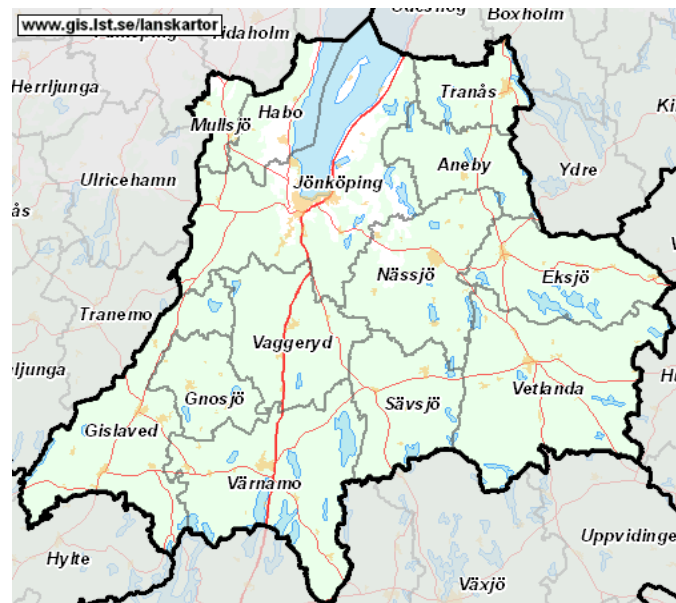 www.gis.lst.se/lanskartor
Ödeshög
Boxholm
Herrljunga
Tranås
Habo
Mullsjö
Aneby
Ydre
Ulricehamn
Jönköping
Nässjö
Eksjö
Tranemo
Vaggeryd
Gnosjö
Sävsjö
Vetlanda
Gislaved
Värnamo
Hylte
Växjö